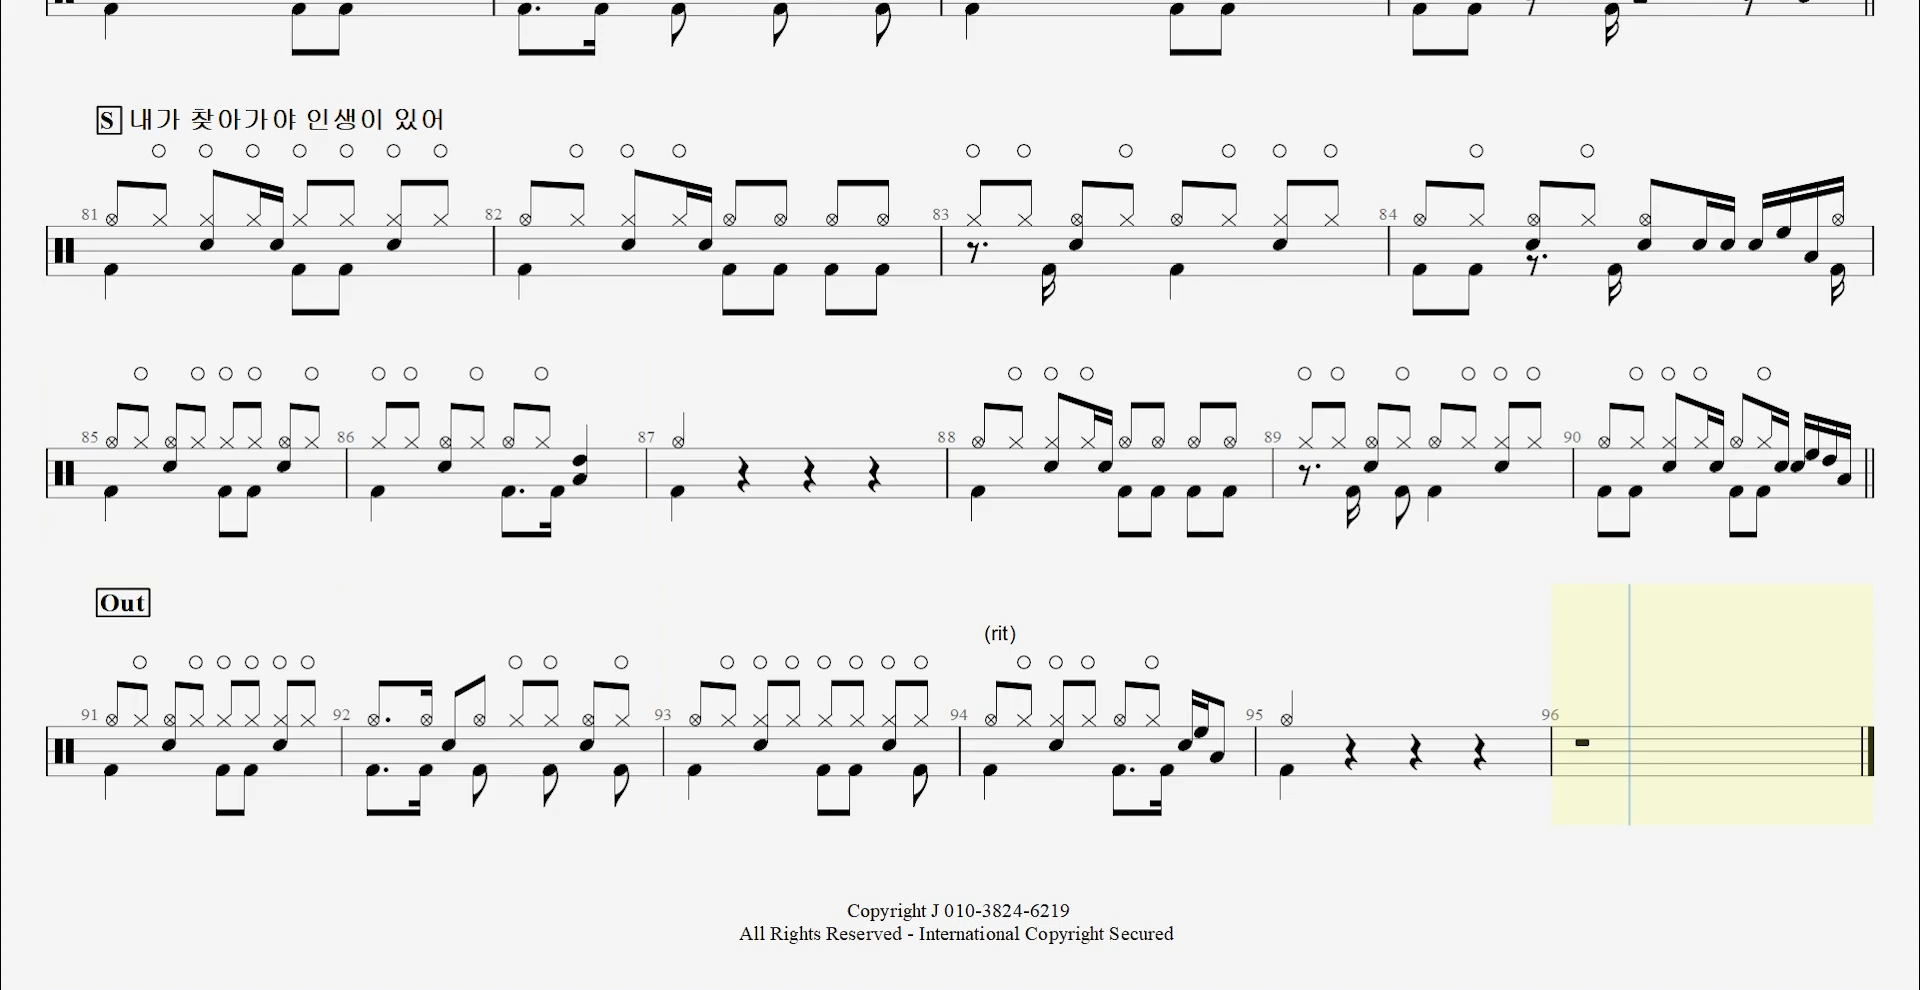 S 내가 찾아가야 인생이 있어
81 82 83 84
85 86 87 88 89 90
Out
(rit)
91 92 93 94 95 96
Copyright J 010-3824-6219
All Rights Reserved - International Copyright Secured